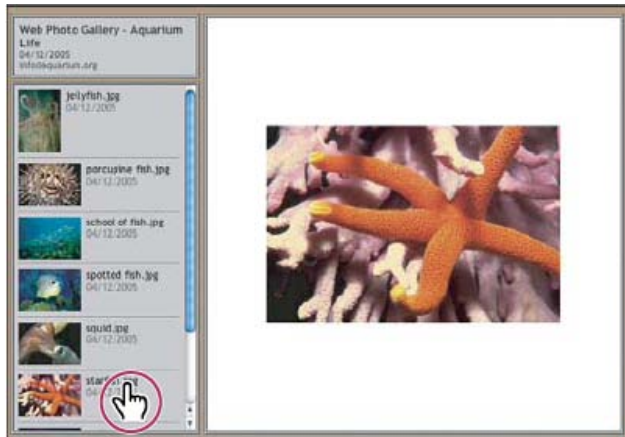 Web Photo Gallery - Aquarium
Life
04/12/2005
info@aquarium.org
jellyfish.jpg
04/12/2005
porcupine fish.jpg
04/12/2005
school of fish.jpg
04/12/2005
spotted fish.jpg
04/12/2005
squid.jpg
04/12/2005
starfish.jpg